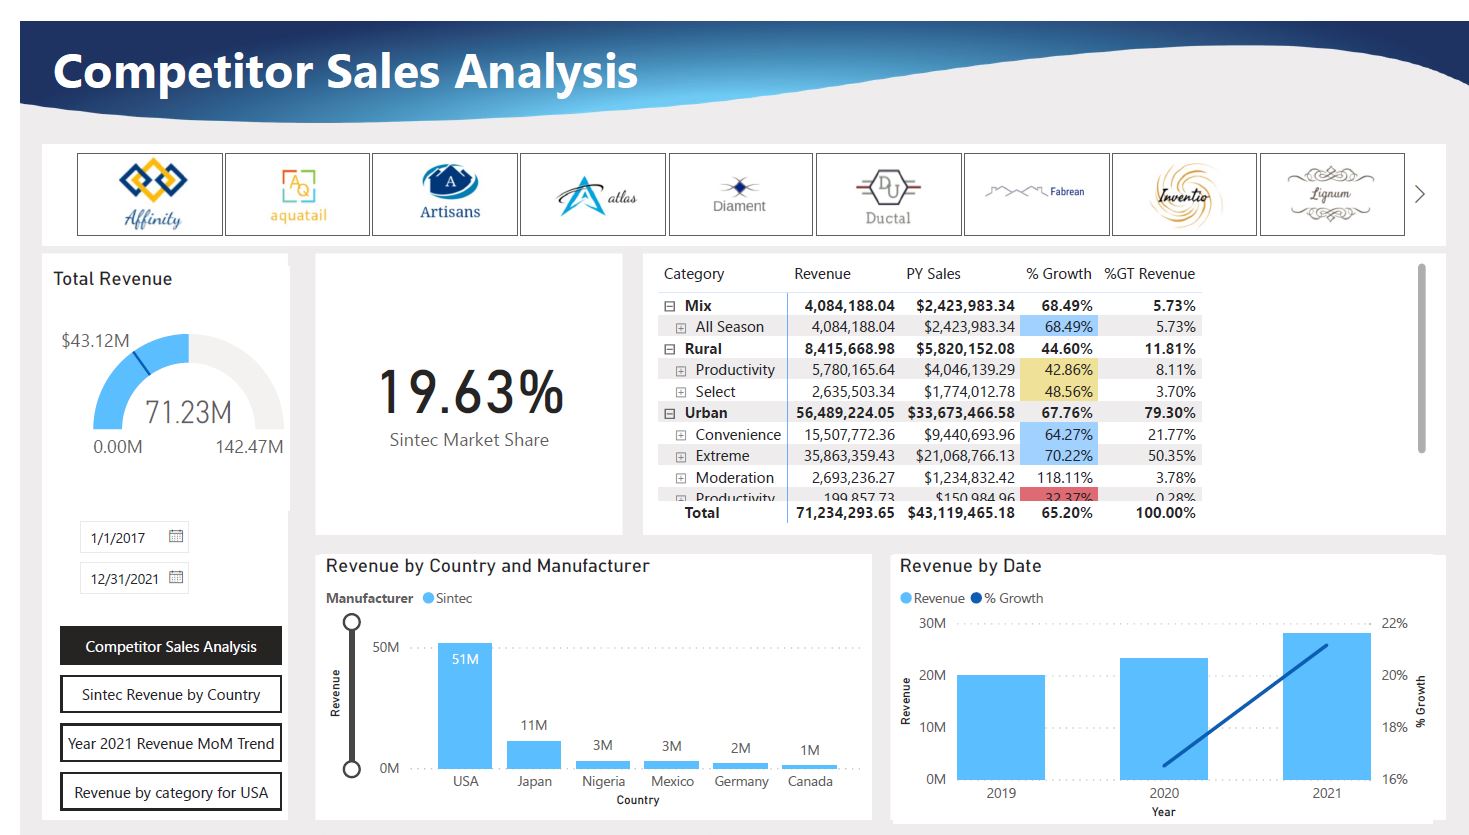 Competitor Sales Analysis
Affinity
AQ
aquatail
A
Artisans
atlas
Diament
DU
Ductal
Fabrean
Inventio
Lignum
Total Revenue
$43.12M
71.23M
0.00M 142.47M
1/1/2017
12/31/2021
Competitor Sales Analysis
Sintec Revenue by Country
Year 2021 Revenue MoM Trend
Revenue by category for USA
19.63%
Sintec Market Share
Category Revenue PY Sales % Growth %GT Revenue
Mix 4,084,188.04 $2,423,983.34 68.49% 5.73%
All Season 4,084,188.04 $2,423,983.34 68.49% 5.73%
Rural 8,415,668.98 $5,820,152.08 44.60% 11.81%
Productivity 5,780,165.64 $4,046,139.29 42.86% 8.11%
Select 2,635,503.34 $1,774,012.78 48.56% 3.70%
Urban 56,489,224.05 $33,673,466.58 67.76% 79.30%
Convenience 15,507,772.36 $9,440,693.96 64.27% 21.77%
Extreme 35,863,359.43 $21,068,766.13 70.22% 50.35%
Moderation 2,693,236.27 $1,234,832.42 118.11% 3.78%
Productivity 199,857.73 $150,984.96 32.37% 0.28%
Total 71,234,293.65 $43,119,465.18 65.20% 100.00%
Revenue by Country and Manufacturer
Manufacturer Sintec
Revenue
50M
0M
51M
11M
3M
3M
2M
1M
USA Japan Nigeria Mexico Germany Canada
Country
Revenue by Date
Revenue % Growth
Revenue
30M
20M
10M
0M
22%
20%
18%
16%
% Growth
2019 2020 2021
Year